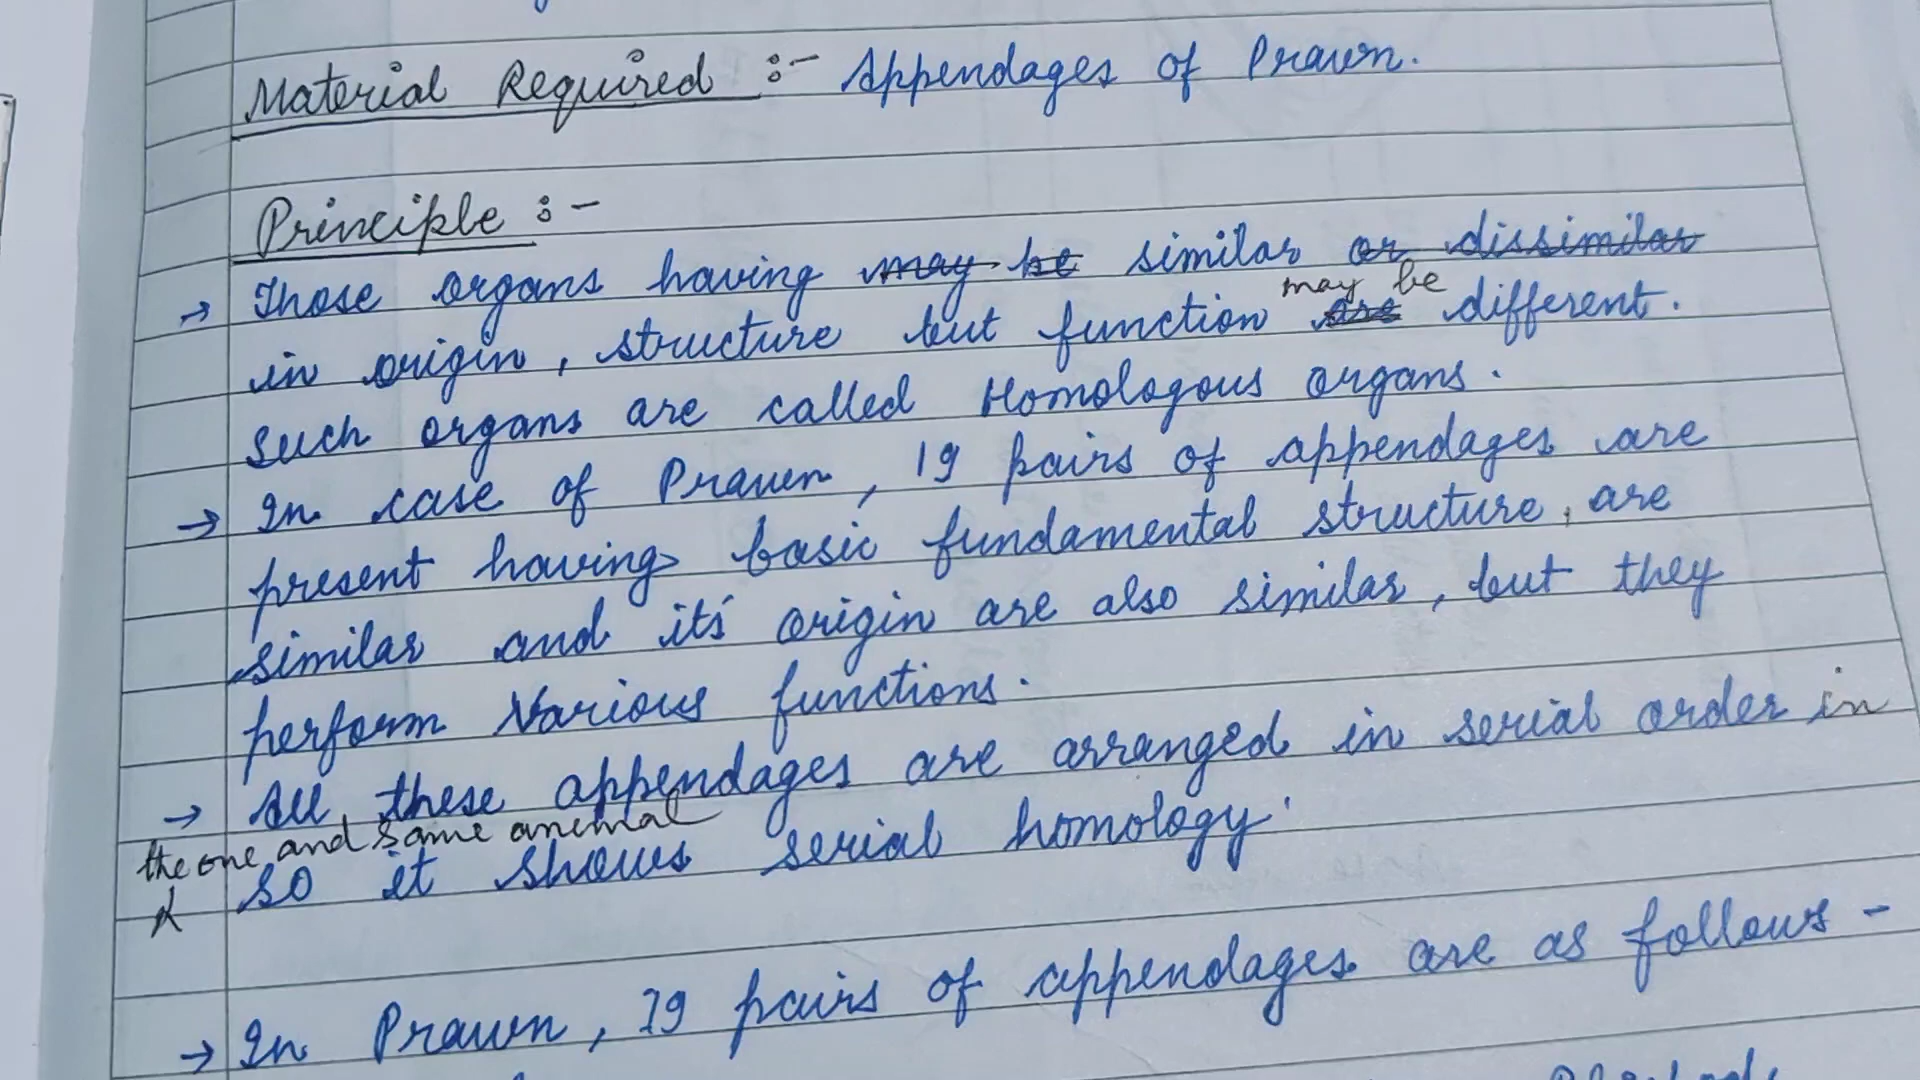 Material Required :- Appendages of Prawn.
Principle :-
→ Those organs having ~~may be~~ similar ~~or dissimilar~~
may be
in origin, structure but function ~~are~~ different.
such organs are called Homologous organs.
→ In case of Prawn, 19 pairs of appendages are
present having basic fundamental structure, are
similar and it's origin are also similar, but they
perform Various functions.
→ All these appendages are arranged in serial order in
the one and same animal
so it shows serial homology.
→ In Prawn, 19 pairs of appendages are as follows -